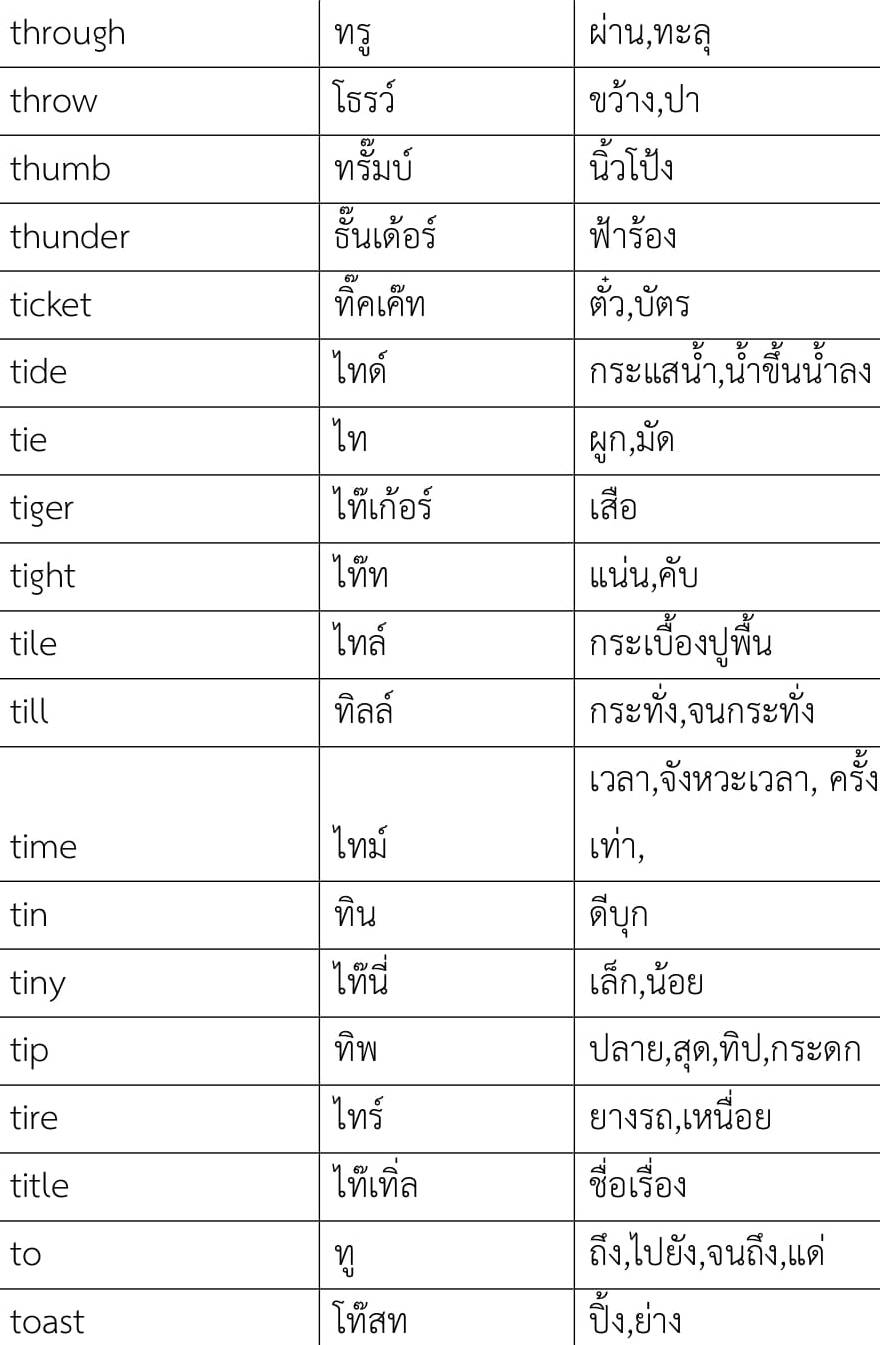 through ทรู ผ่าน,ทะลุ
throw โธรว์ ขว้าง,ปา
thumb ทรั๊มบ์ นิ้วโป้ง
thunder ธั๊นเด้อร์ ฟ้าร้อง
ticket ทิ๊คเค๊ท ตั๋ว,บัตร
tide ไทด์ กระแสน้ำ,น้ำขึ้นน้ำลง
tie ไท ผูก,มัด
tiger ไท๊เก้อร์ เสือ
tight ไท๊ท แน่น,คับ
tile ไทล์ กระเบื้องปูพื้น
till ทิลล์ กระทั่ง,จนกระทั่ง
เวลา,จังหวะเวลา, ครั้ง
time ไทม์ เท่า,
tin ทิน ดีบุก
tiny ไท๊นี่ เล็ก,น้อย
tip ทิพ ปลาย,สุด,ทิป,กระดก
tire ไทร์ ยางรถ,เหนื่อย
title ไท๊เทิ่ล ชื่อเรื่อง
to ทู ถึง,ไปยัง,จนถึง,แด่
toast โท๊สท ปิ้ง,ย่าง